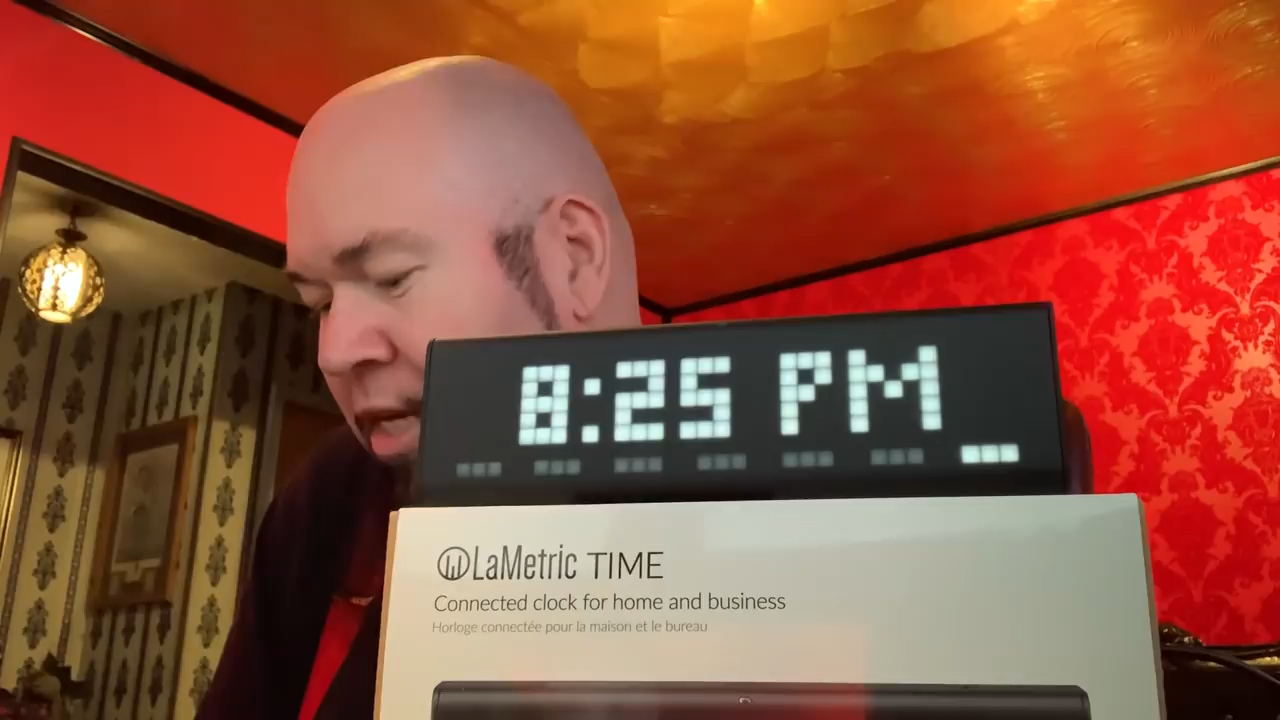 8:25 PM
LaMetric TIME
Connected clock for home and business
Horloge connectée pour la maison et le bureau